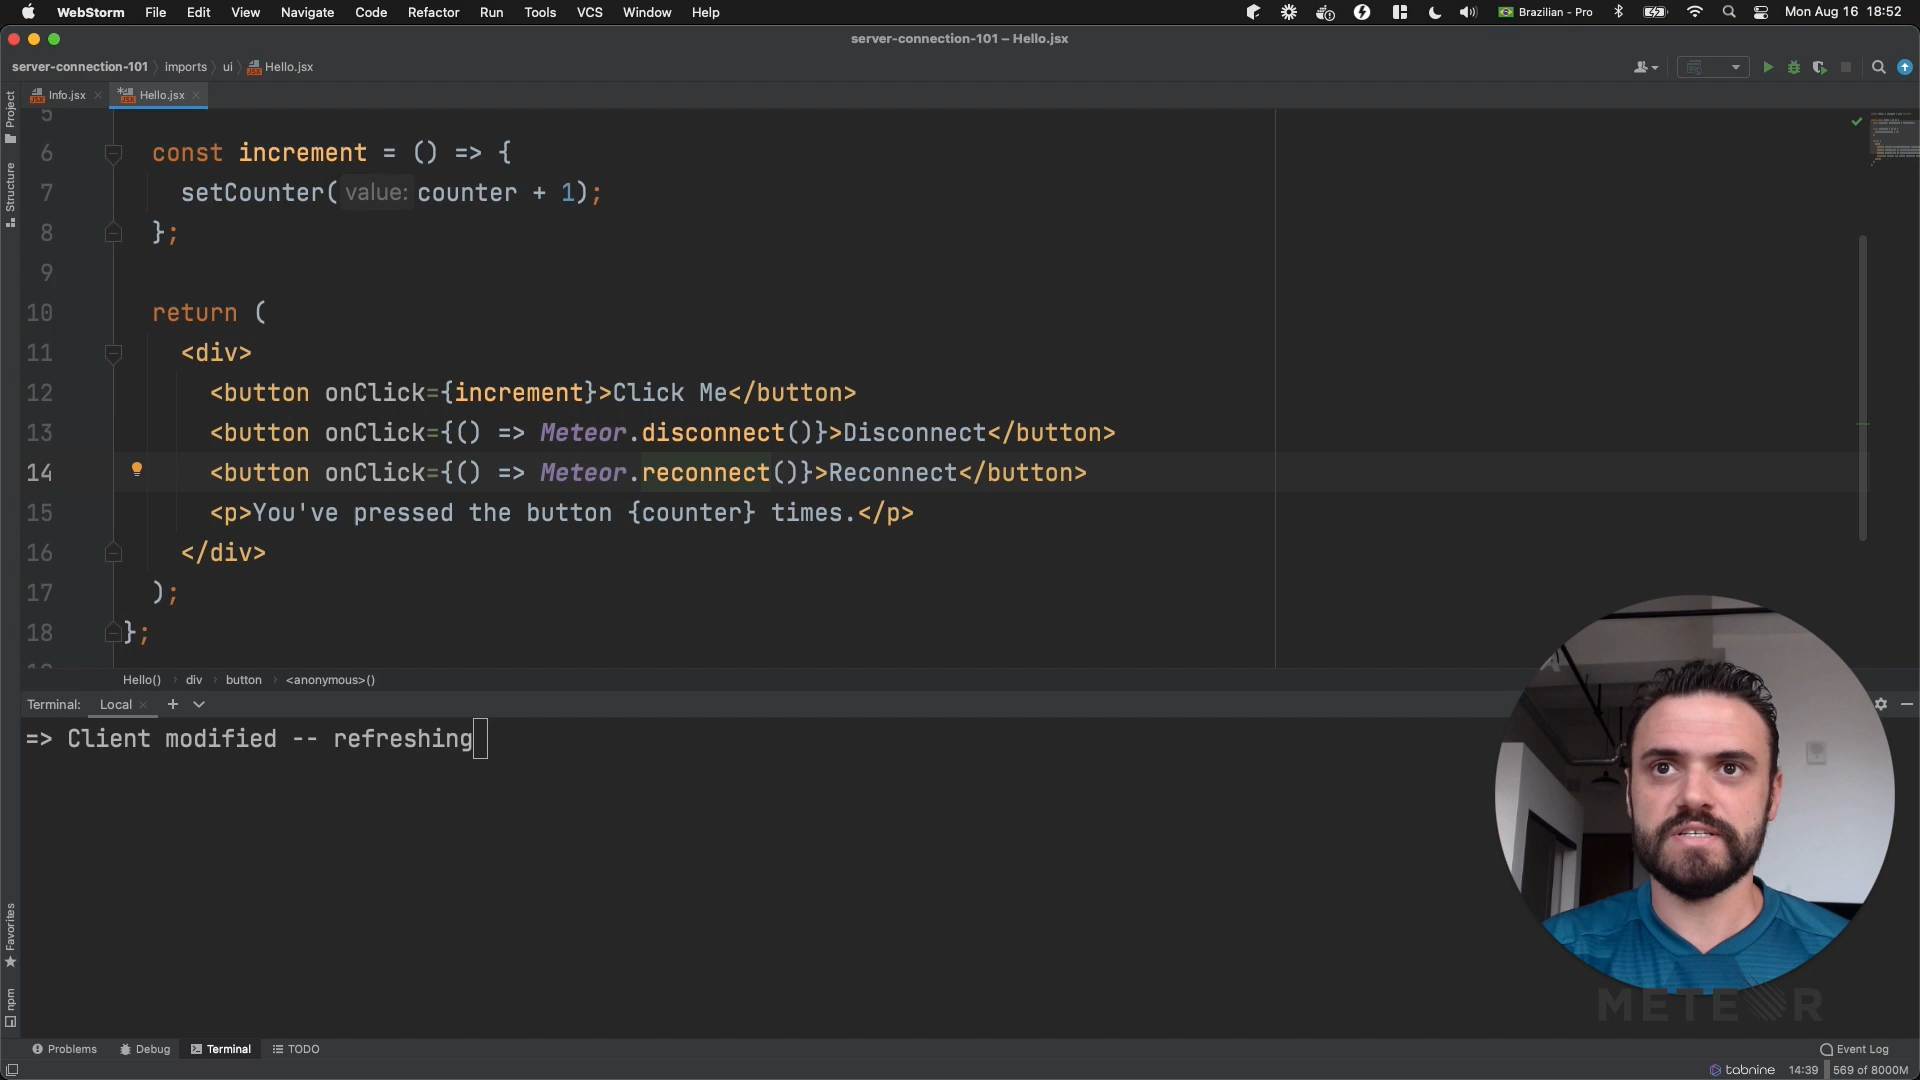 WebStorm File Edit View Navigate Code Refactor Run Tools VCS Window Help Brazilian - Pro Mon Aug 16 18:52
server-connection-101 – Hello.jsx
server-connection-101 imports ui Hello.jsx
Info.jsx Hello.jsx
Project
Structure
5
6 const increment = () => {
7 setCounter( value: counter + 1);
8 };
9
10 return (
11 <div>
12 <button onClick={increment}>Click Me</button>
13 <button onClick={() => Meteor.disconnect()}>Disconnect</button>
14 <button onClick={() => Meteor.reconnect()}>Reconnect</button>
15 <p>You've pressed the button {counter} times.</p>
16 </div>
17 );
18 };
Hello() div button <anonymous>()
Terminal: Local
=> Client modified -- refreshing
Favorites
npm
METEOR
Problems Debug Terminal TODO Event Log
tabnine 14:39 569 of 8000M